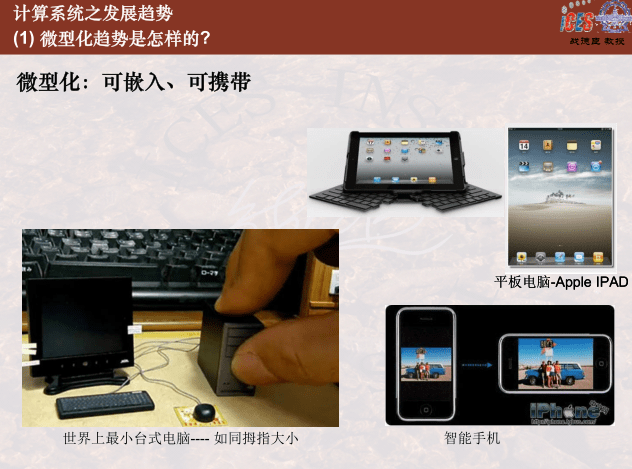 计算系统之发展趋势
(1) 微型化趋势是怎样的?
iCES
战德臣 教授
微型化：可嵌入、可携带
平板电脑-Apple IPAD
世界上最小台式电脑---- 如同拇指大小
iPhone
智能手机